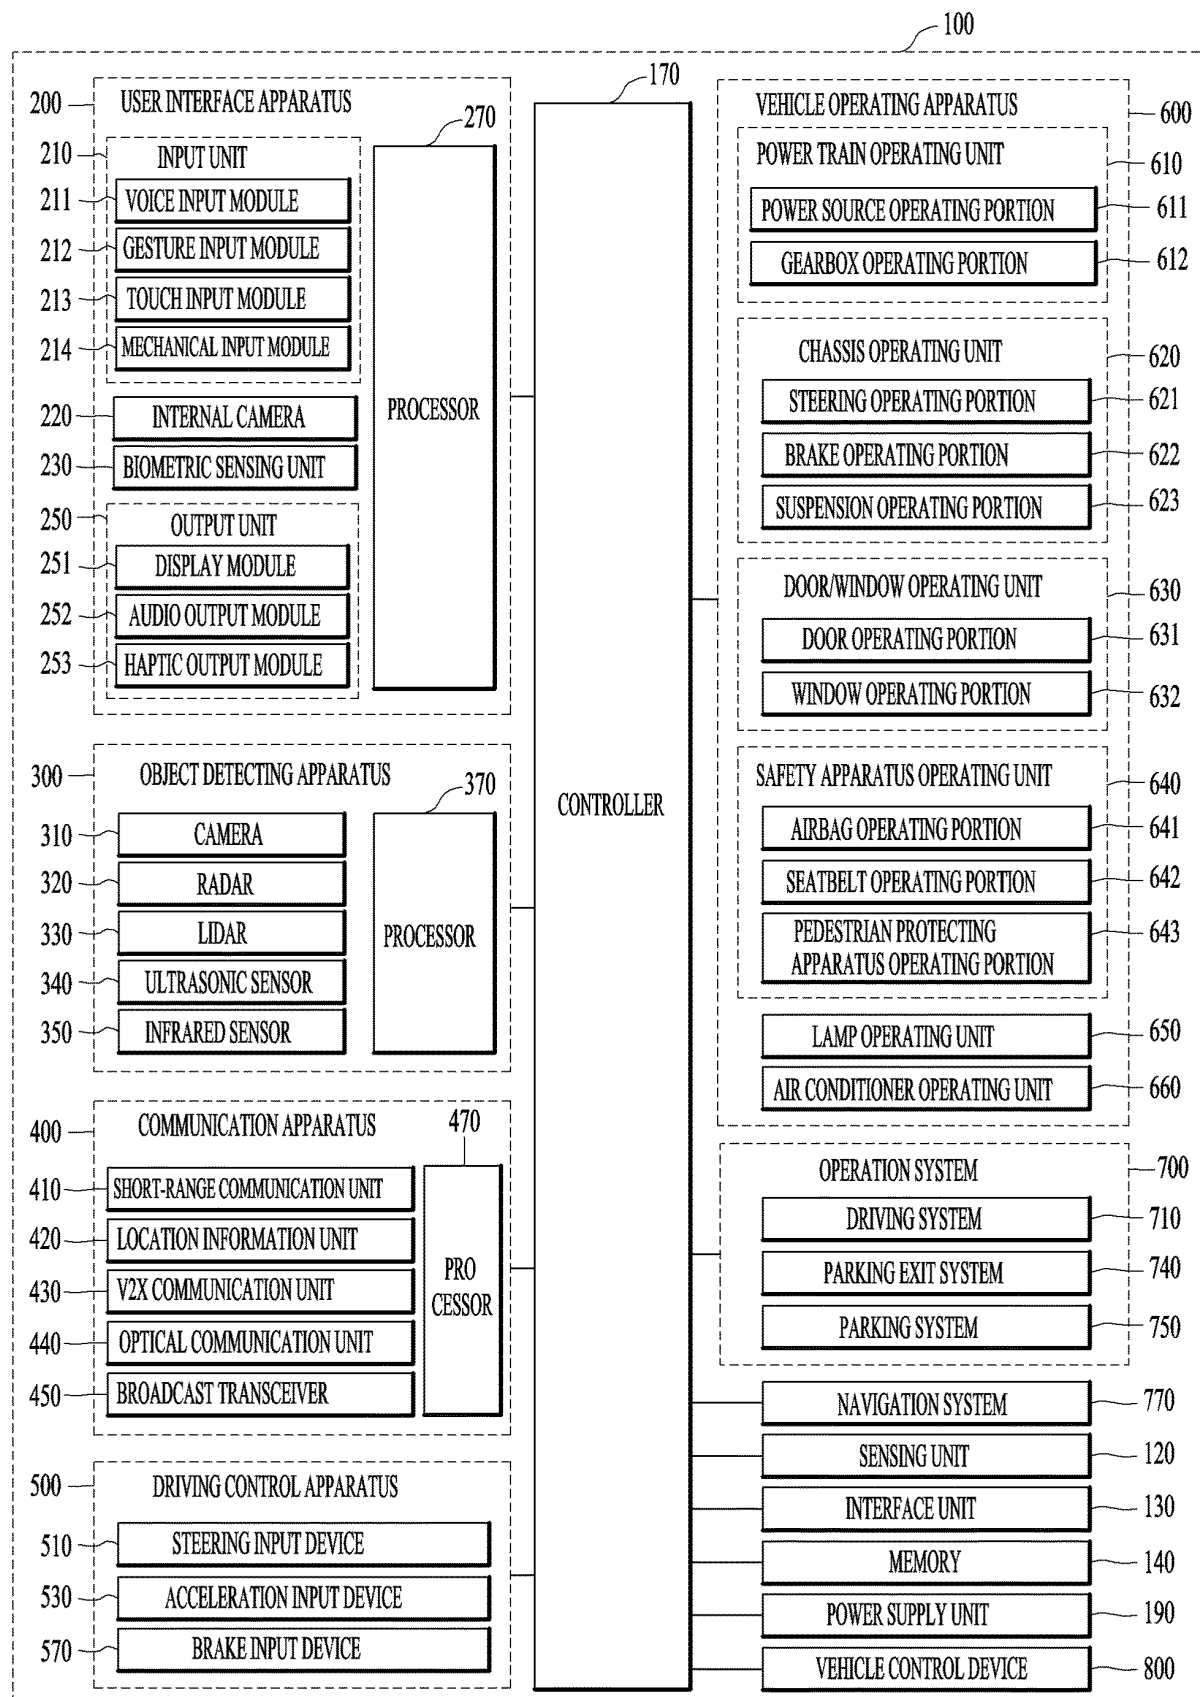 100
200
USER INTERFACE APPARATUS
270
210
INPUT UNIT
211
VOICE INPUT MODULE
212
GESTURE INPUT MODULE
213
TOUCH INPUT MODULE
214
MECHANICAL INPUT MODULE
220
INTERNAL CAMERA
230
BIOMETRIC SENSING UNIT
250
OUTPUT UNIT
251
DISPLAY MODULE
252
AUDIO OUTPUT MODULE
253
HAPTIC OUTPUT MODULE
PROCESSOR
300
OBJECT DETECTING APPARATUS
370
310
CAMERA
320
RADAR
330
LIDAR
340
ULTRASONIC SENSOR
350
INFRARED SENSOR
PROCESSOR
400
COMMUNICATION APPARATUS
470
410
SHORT-RANGE COMMUNICATION UNIT
420
LOCATION INFORMATION UNIT
430
V2X COMMUNICATION UNIT
440
OPTICAL COMMUNICATION UNIT
450
BROADCAST TRANSCEIVER
PRO
CESSOR
500
DRIVING CONTROL APPARATUS
510
STEERING INPUT DEVICE
530
ACCELERATION INPUT DEVICE
570
BRAKE INPUT DEVICE
170
CONTROLLER
VEHICLE OPERATING APPARATUS
600
POWER TRAIN OPERATING UNIT
610
POWER SOURCE OPERATING PORTION
611
GEARBOX OPERATING PORTION
612
CHASSIS OPERATING UNIT
620
STEERING OPERATING PORTION
621
BRAKE OPERATING PORTION
622
SUSPENSION OPERATING PORTION
623
DOOR/WINDOW OPERATING UNIT
630
DOOR OPERATING PORTION
631
WINDOW OPERATING PORTION
632
SAFETY APPARATUS OPERATING UNIT
640
AIRBAG OPERATING PORTION
641
SEATBELT OPERATING PORTION
642
PEDESTRIAN PROTECTING
APPARATUS OPERATING PORTION
643
LAMP OPERATING UNIT
650
AIR CONDITIONER OPERATING UNIT
660
OPERATION SYSTEM
700
DRIVING SYSTEM
710
PARKING EXIT SYSTEM
740
PARKING SYSTEM
750
NAVIGATION SYSTEM
770
SENSING UNIT
120
INTERFACE UNIT
130
MEMORY
140
POWER SUPPLY UNIT
190
VEHICLE CONTROL DEVICE
800